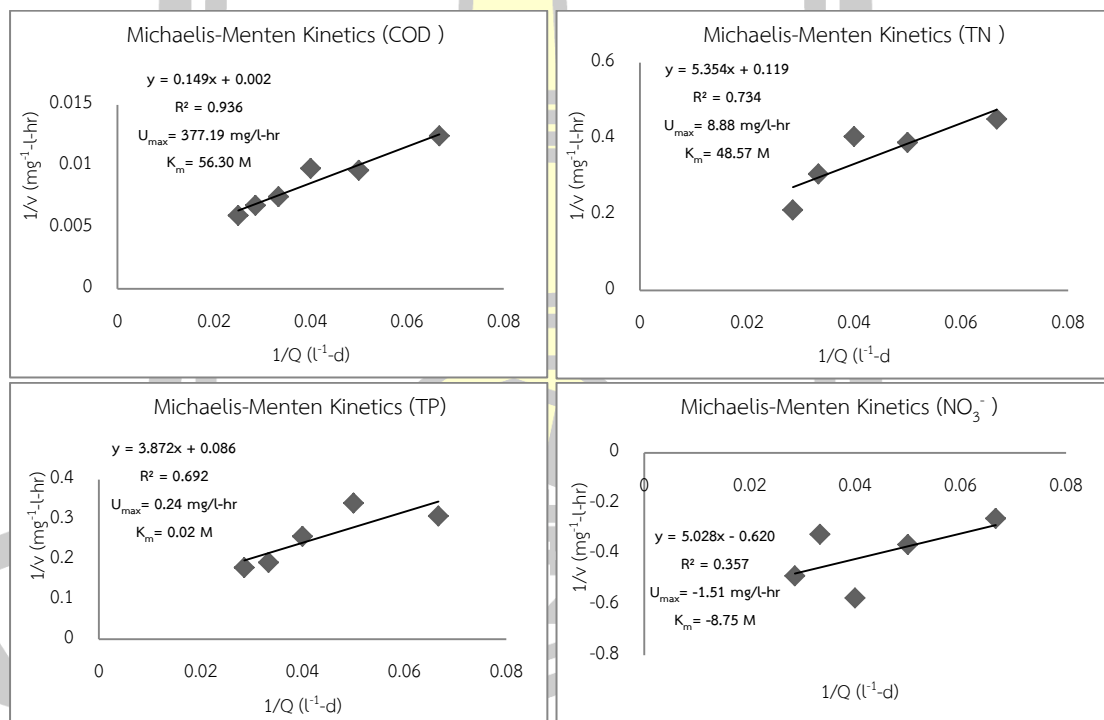 Michaelis-Menten Kinetics (COD )
y = 0.149x + 0.002
R² = 0.936
Umax= 377.19 mg/l-hr
Km= 56.30 M
1/v (mg⁻¹-l-hr)
0.015
0.01
0.005
0
0 0.02 0.04 0.06 0.08
1/Q (l⁻¹-d)
Michaelis-Menten Kinetics (TN )
y = 5.354x + 0.119
R² = 0.734
Umax= 8.88 mg/l-hr
Km= 48.57 M
1/v (mg⁻¹-l-hr)
0.6
0.4
0.2
0
0 0.02 0.04 0.06 0.08
1/Q (l⁻¹-d
Michaelis-Menten Kinetics (TP)
y = 3.872x + 0.086
R² = 0.692
Umax= 0.24 mg/l-hr
Km= 0.02 M
1/v (mg⁻¹-l-hr)
0.4
0.3
0.2
0.1
0
0 0.02 0.04 0.06 0.08
1/Q (l⁻¹-d)
Michaelis-Menten Kinetics (NO₃⁻ )
0
0 0.02 0.04 0.06 0.08
-0.2
-0.4
-0.6
-0.8
1/v (mg⁻¹-l-hr)
y = 5.028x - 0.620
R² = 0.357
Umax= -1.51 mg/l-hr
Km= -8.75 M
1/Q (l⁻¹-d)